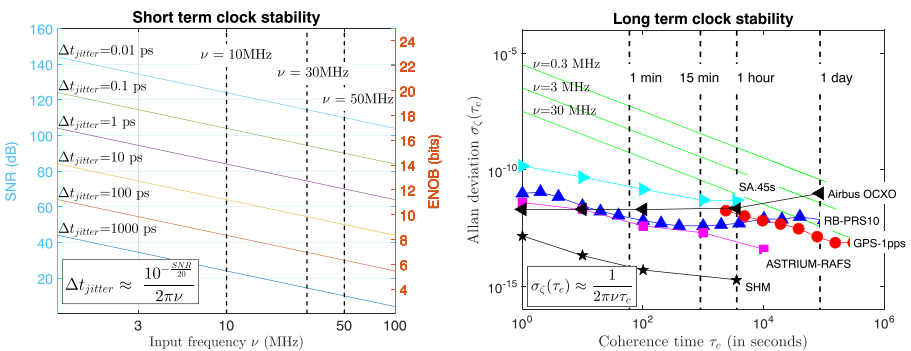 Short term clock stability
SNR (dB)
160
140
120
100
80
60
40
20
Δt_jitter=0.01 ps
Δt_jitter=0.1 ps
Δt_jitter=1 ps
Δt_jitter=10 ps
Δt_jitter=100 ps
Δt_jitter=1000 ps
ν = 10MHz
ν = 30MHz
ν = 50MHz
Δt_jitter ≈ 10^(-SNR/20) / 2πν
24
22
20
18
16
14
12
10
8
6
4
ENOB (bits)
3 10 30 50 100
Input frequency ν (MHz)
Long term clock stability
Allan deviation σ_ζ(τ_c)
10^-5
10^-10
10^-15
ν=0.3 MHz
ν=3 MHz
ν=30 MHz
1 min 15 min 1 hour 1 day
SA.45s
Airbus OCXO
RB-PRS10
GPS-1pps
ASTRIUM-RAFS
SHM
σ_ζ(τ_c) ≈ 1 / 2πντ_c
10^0 10^2 10^4 10^6
Coherence time τ_c (in seconds)